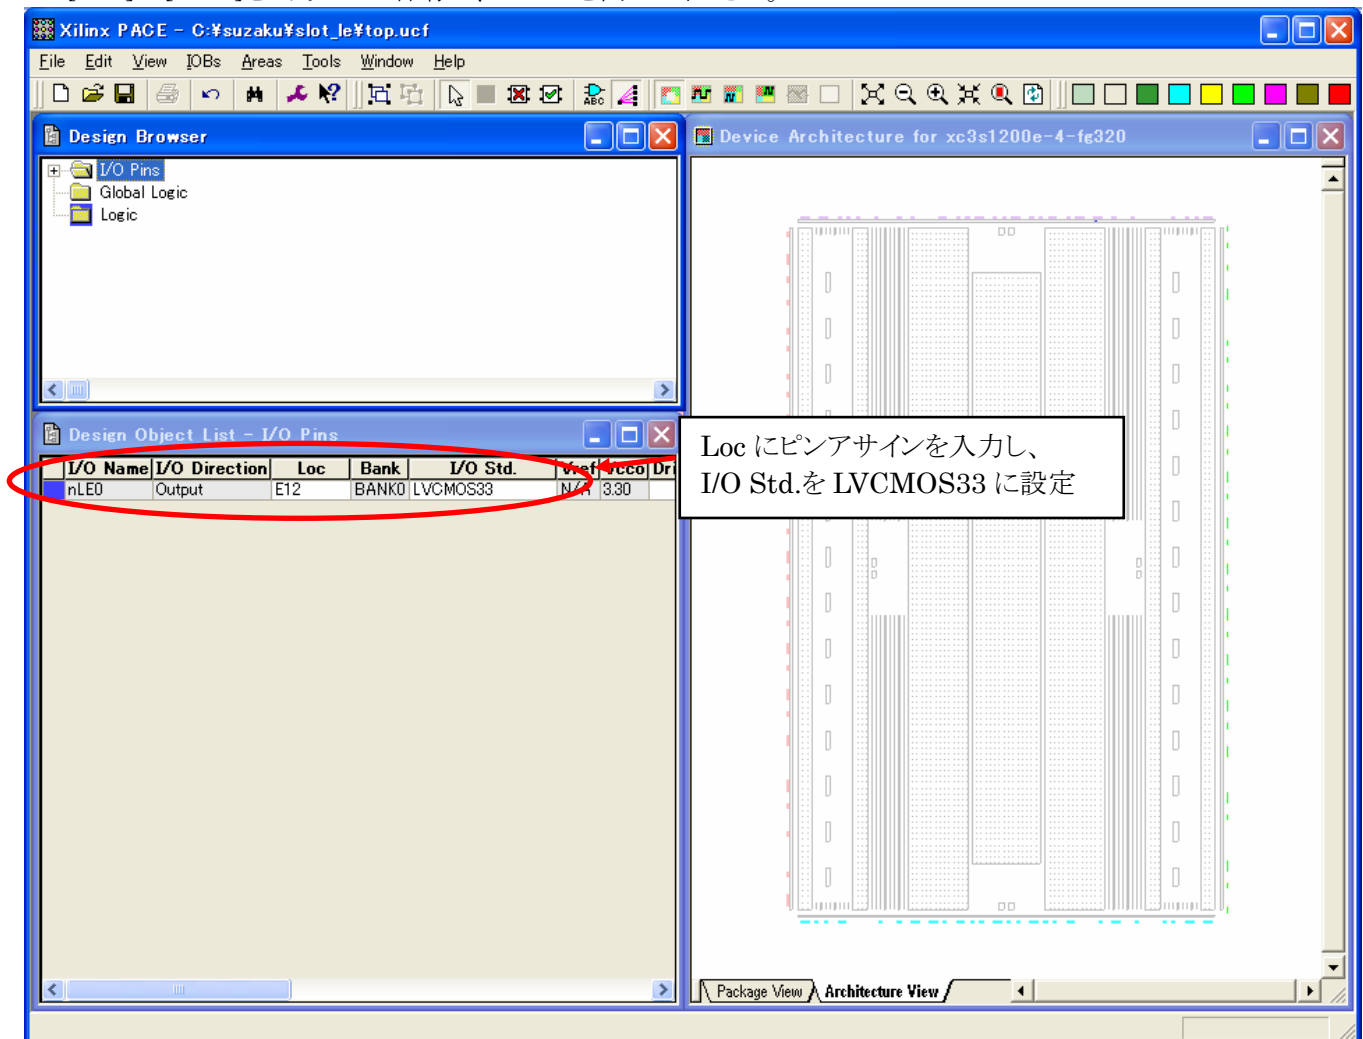 Xilinx PACE - C:¥suzaku¥slot_le¥top.ucf
File Edit View IOBs Areas Tools Window Help
ABC
Design Browser
I/O Pins
Global Logic
Logic
Device Architecture for xc3s1200e-4-fg320
Design Object List - I/O Pins
I/O Name I/O Direction Loc Bank I/O Std. Vref Vcco Dri
nLE0 Output E12 BANK0 LVCMOS33 N/A 3.30
Loc にピンアサインを入力し、
I/O Std.を LVCMOS33 に設定
Package View Architecture View